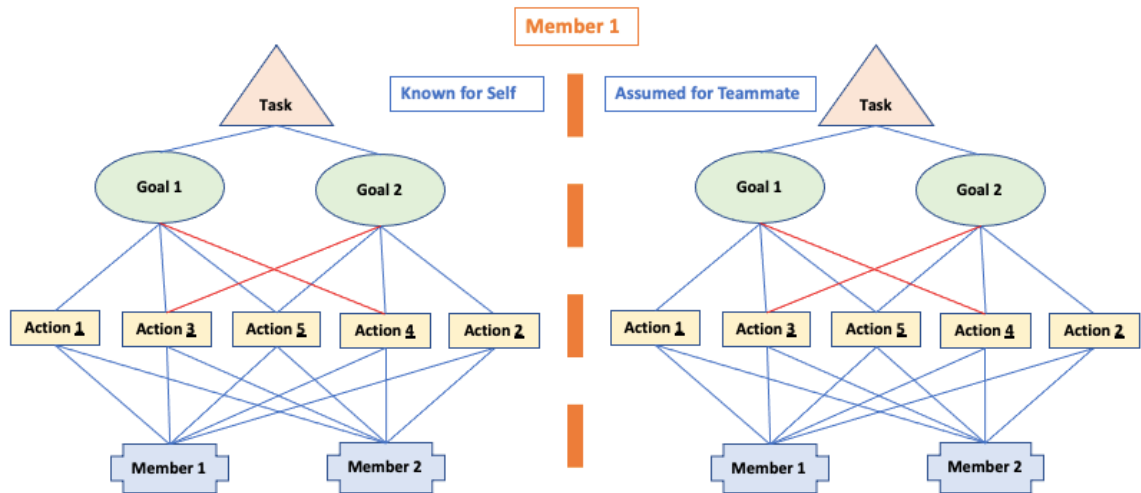 Member 1
Known for Self
Assumed for Teammate
Task
Task
Goal 1
Goal 2
Goal 1
Goal 2
Action 1
Action 3
Action 5
Action 4
Action 2
Action 1
Action 3
Action 5
Action 4
Action 2
Member 1
Member 2
Member 1
Member 2